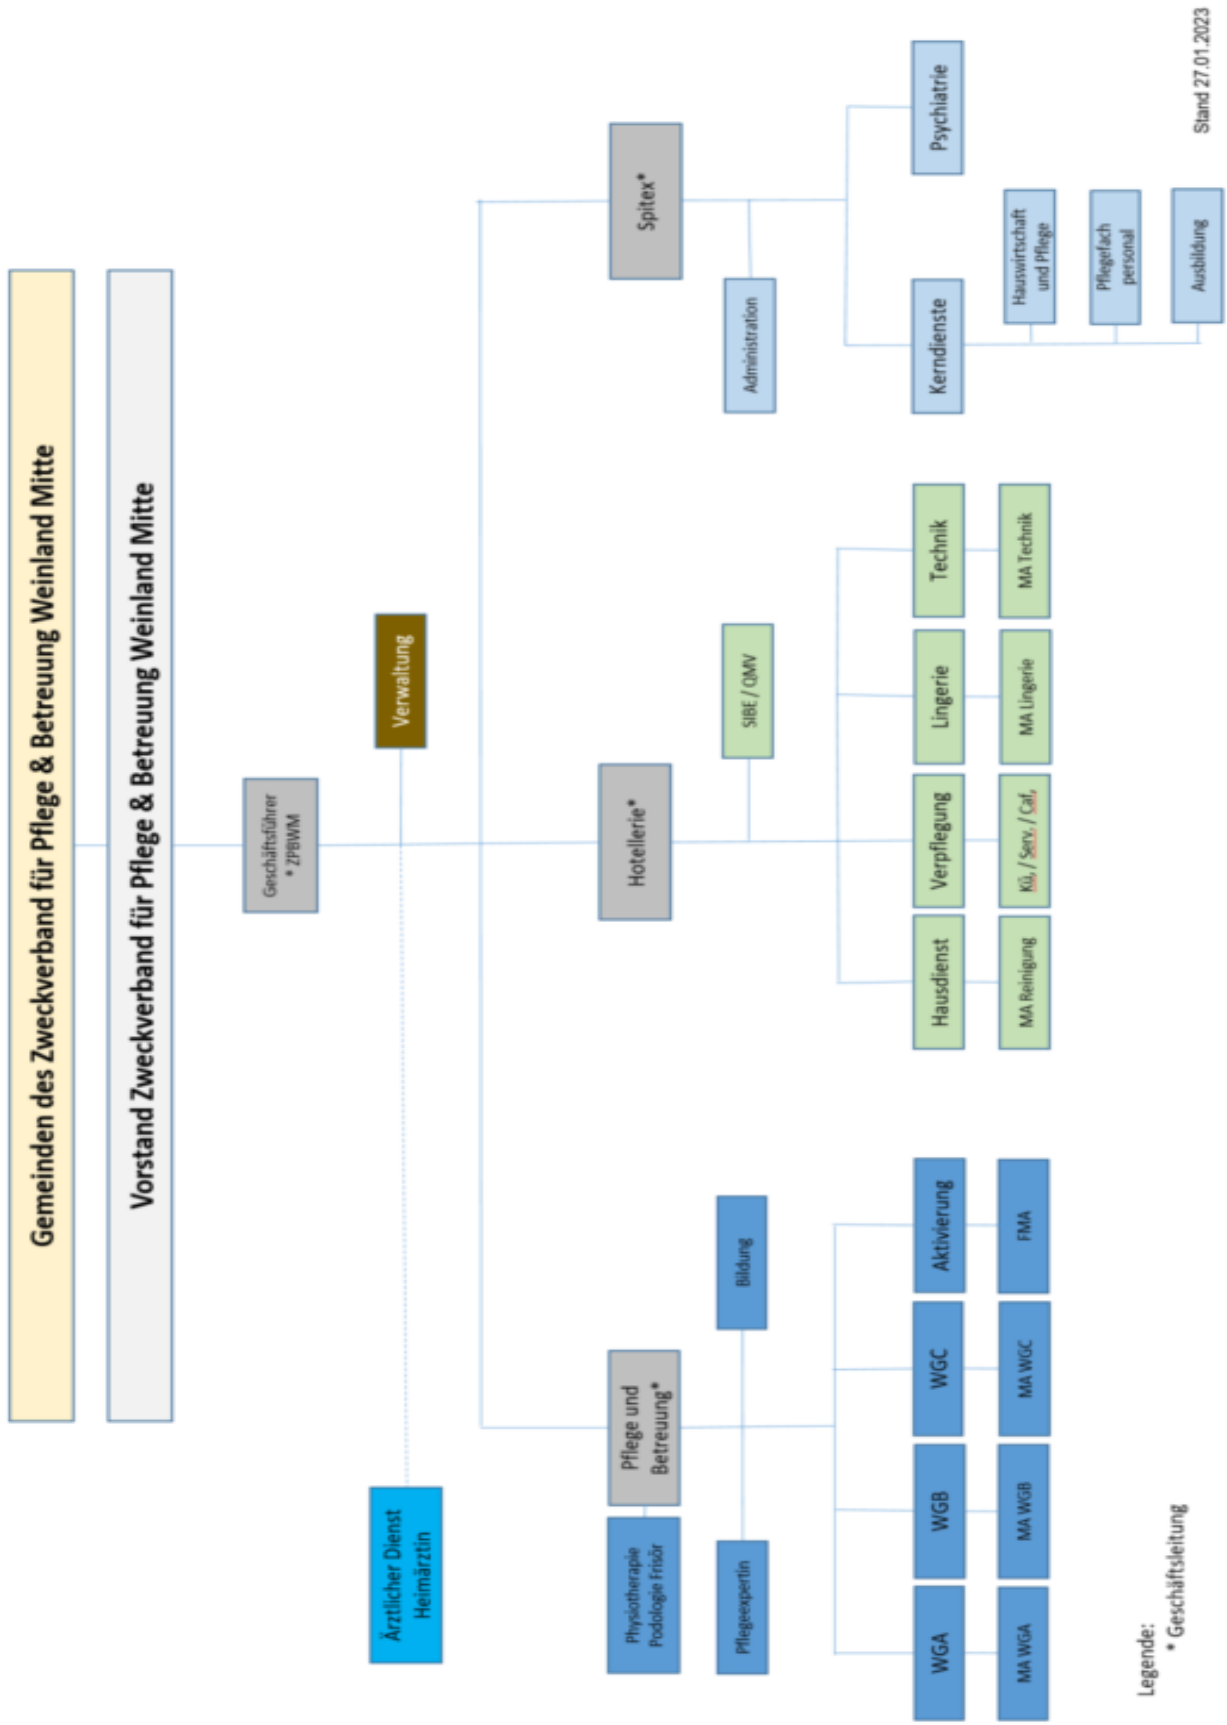 Gemeinden des Zweckverband für Pflege & Betreuung Weinland Mitte
Vorstand Zweckverband für Pflege & Betreuung Weinland Mitte
Geschäftsführer
* ZPBWM
Ärztlicher Dienst
Heimärztin
Verwaltung
Physiotherapie
Podologie Frisör
Pflege und
Betreuung*
Hotellerie*
Spitex*
Pflegeexpertin
Bildung
SIBE / QMV
Administration
WGA
WGB
WGC
Aktivierung
Hausdienst
Verpflegung
Lingerie
Technik
Kerndienste
Psychiatrie
MA WGA
MA WGB
MA WGC
FMA
MA Reinigung
Kü, / Serv, / Caf,
MA Lingerie
MA Technik
Hauswirtschaft
und Pflege
Pflegefach
personal
Ausbildung
Legende:
* Geschäftsleitung
Stand 27.01.2023